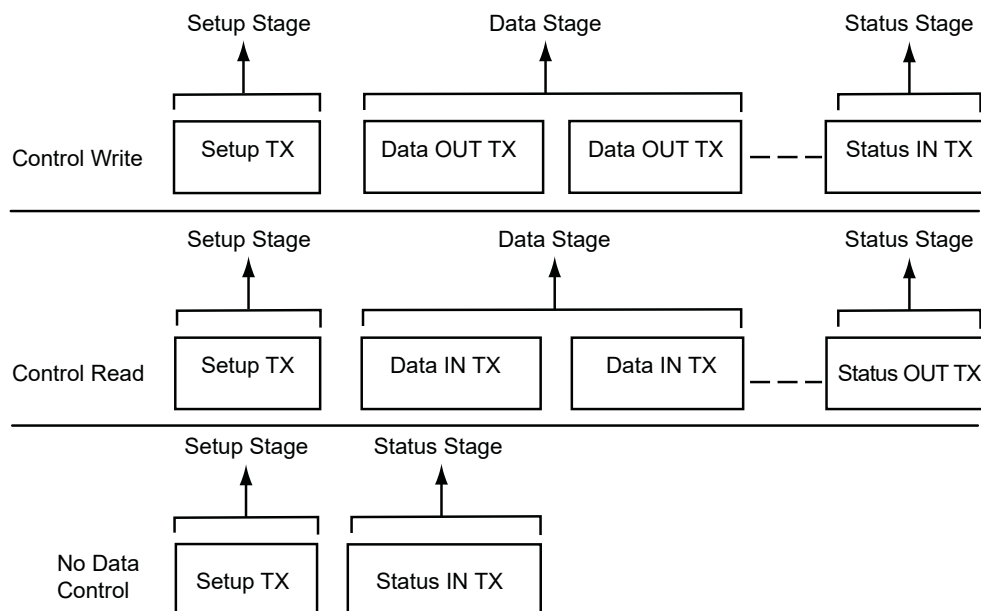 Setup Stage Data Stage Status Stage
Control Write Setup TX Data OUT TX Data OUT TX Status IN TX
Setup Stage Data Stage Status Stage
Control Read Setup TX Data IN TX Data IN TX Status OUT TX
Setup Stage Status Stage
No Data
Control Setup TX Status IN TX